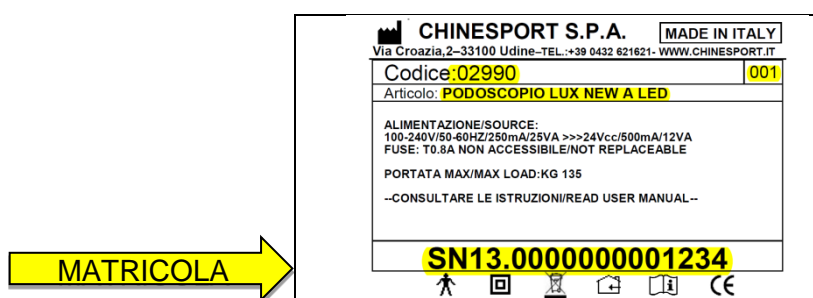 CHINESPORT S.P.A. MADE IN ITALY
Via Croazia,2–33100 Udine–TEL.:+39 0432 621621- WWW.CHINESPORT.IT
Codice:02990 001
Articolo: PODOSCOPIO LUX NEW A LED
ALIMENTAZIONE/SOURCE:
100-240V/50-60HZ/250mA/25VA >>>24Vcc/500mA/12VA
FUSE: T0.8A NON ACCESSIBILE/NOT REPLACEABLE
PORTATA MAX/MAX LOAD:KG 135
--CONSULTARE LE ISTRUZIONI/READ USER MANUAL--
MATRICOLA
SN13.0000000001234
i CE